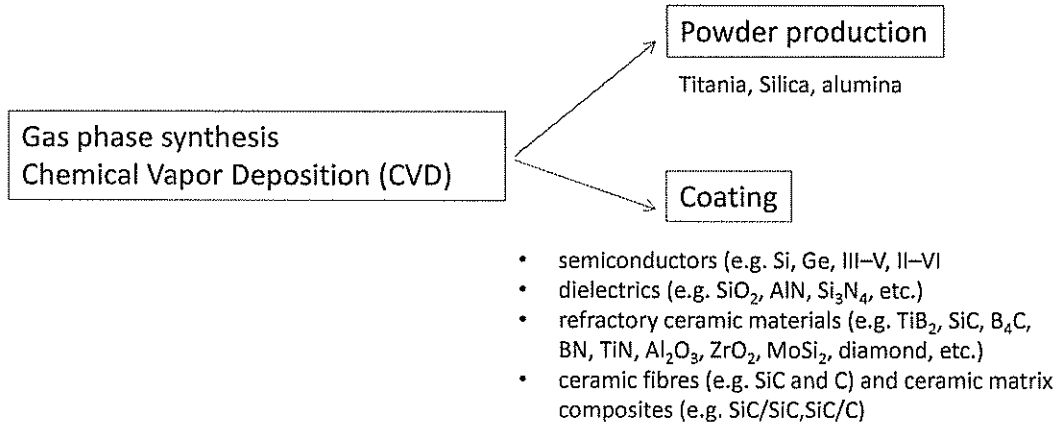 Powder production
Titania, Silica, alumina
Gas phase synthesis
Chemical Vapor Deposition (CVD)
Coating
• semiconductors (e.g. Si, Ge, III–V, II–VI
• dielectrics (e.g. SiO₂, AlN, Si₃N₄, etc.)
• refractory ceramic materials (e.g. TiB₂, SiC, B₄C,
BN, TiN, Al₂O₃, ZrO₂, MoSi₂, diamond, etc.)
• ceramic fibres (e.g. SiC and C) and ceramic matrix
composites (e.g. SiC/SiC,SiC/C)